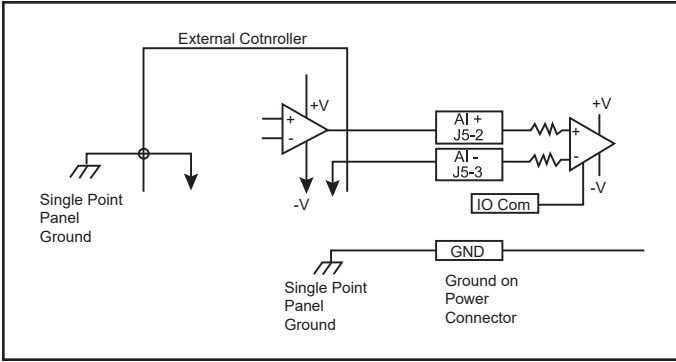 External Cotnroller
+V
+
-
-V
AI +
J5-2
AI -
J5-3
+V
+
-
-V
IO Com
Single Point
Panel
Ground
GND
Single Point
Panel
Ground
Ground on
Power
Connector